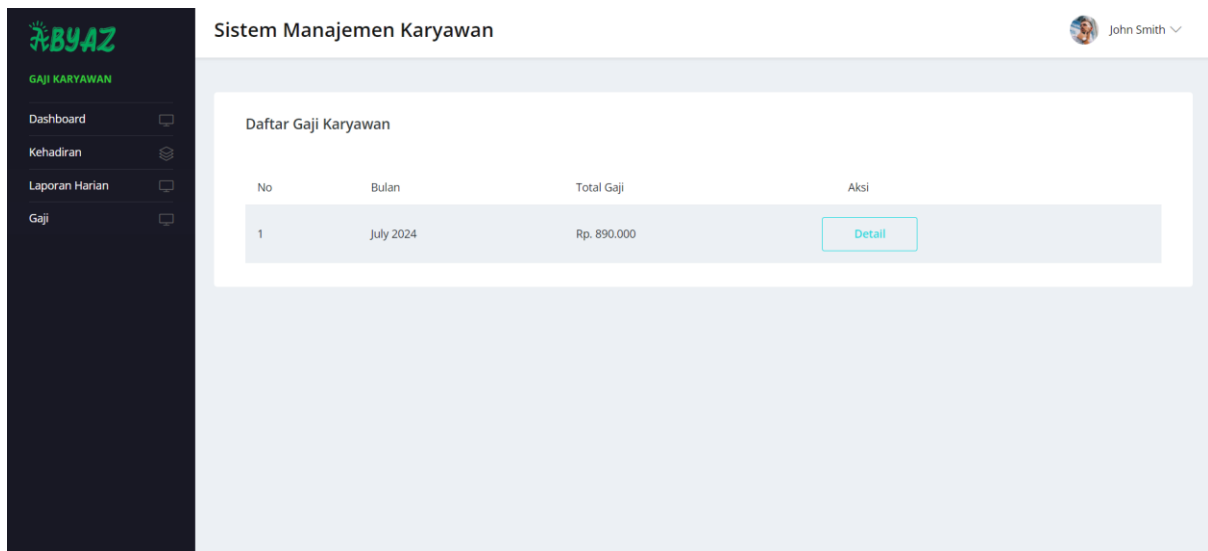 ABYAZ
Sistem Manajemen Karyawan
John Smith
GAJI KARYAWAN
Dashboard
Kehadiran
Laporan Harian
Gaji
Daftar Gaji Karyawan
No Bulan Total Gaji Aksi
1 July 2024 Rp. 890.000 Detail